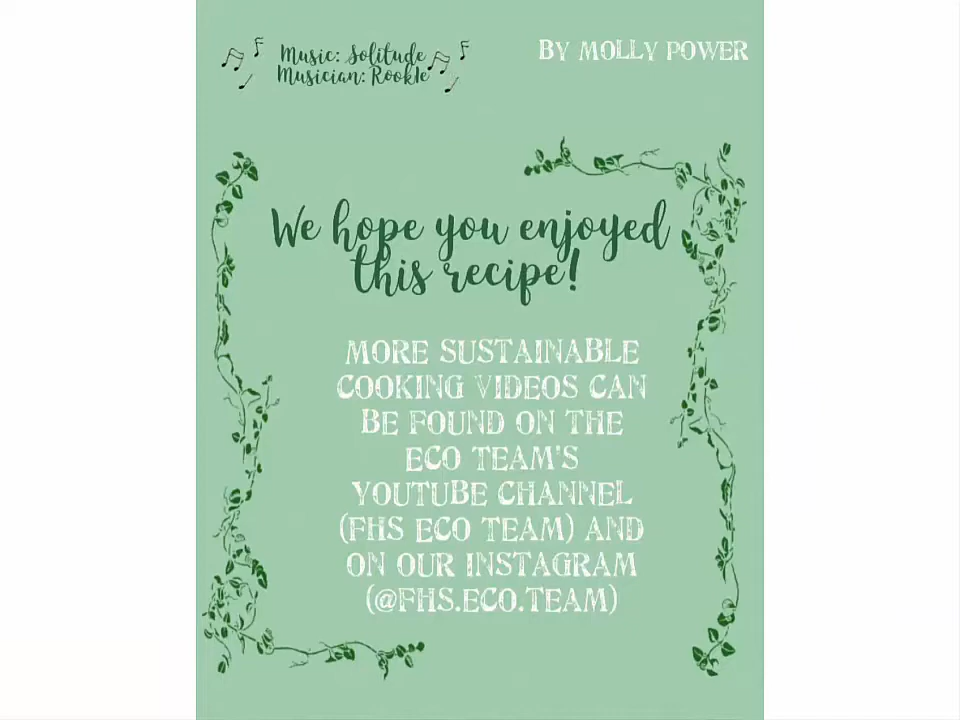 Music: Solitude
Musician: Rookle
BY MOLLY POWER
We hope you enjoyed
this recipe!
MORE SUSTAINABLE
COOKING VIDEOS CAN
BE FOUND ON THE
ECO TEAM'S
YOUTUBE CHANNEL
(FHS ECO TEAM) AND
ON OUR INSTAGRAM
(@FHS.ECO.TEAM)